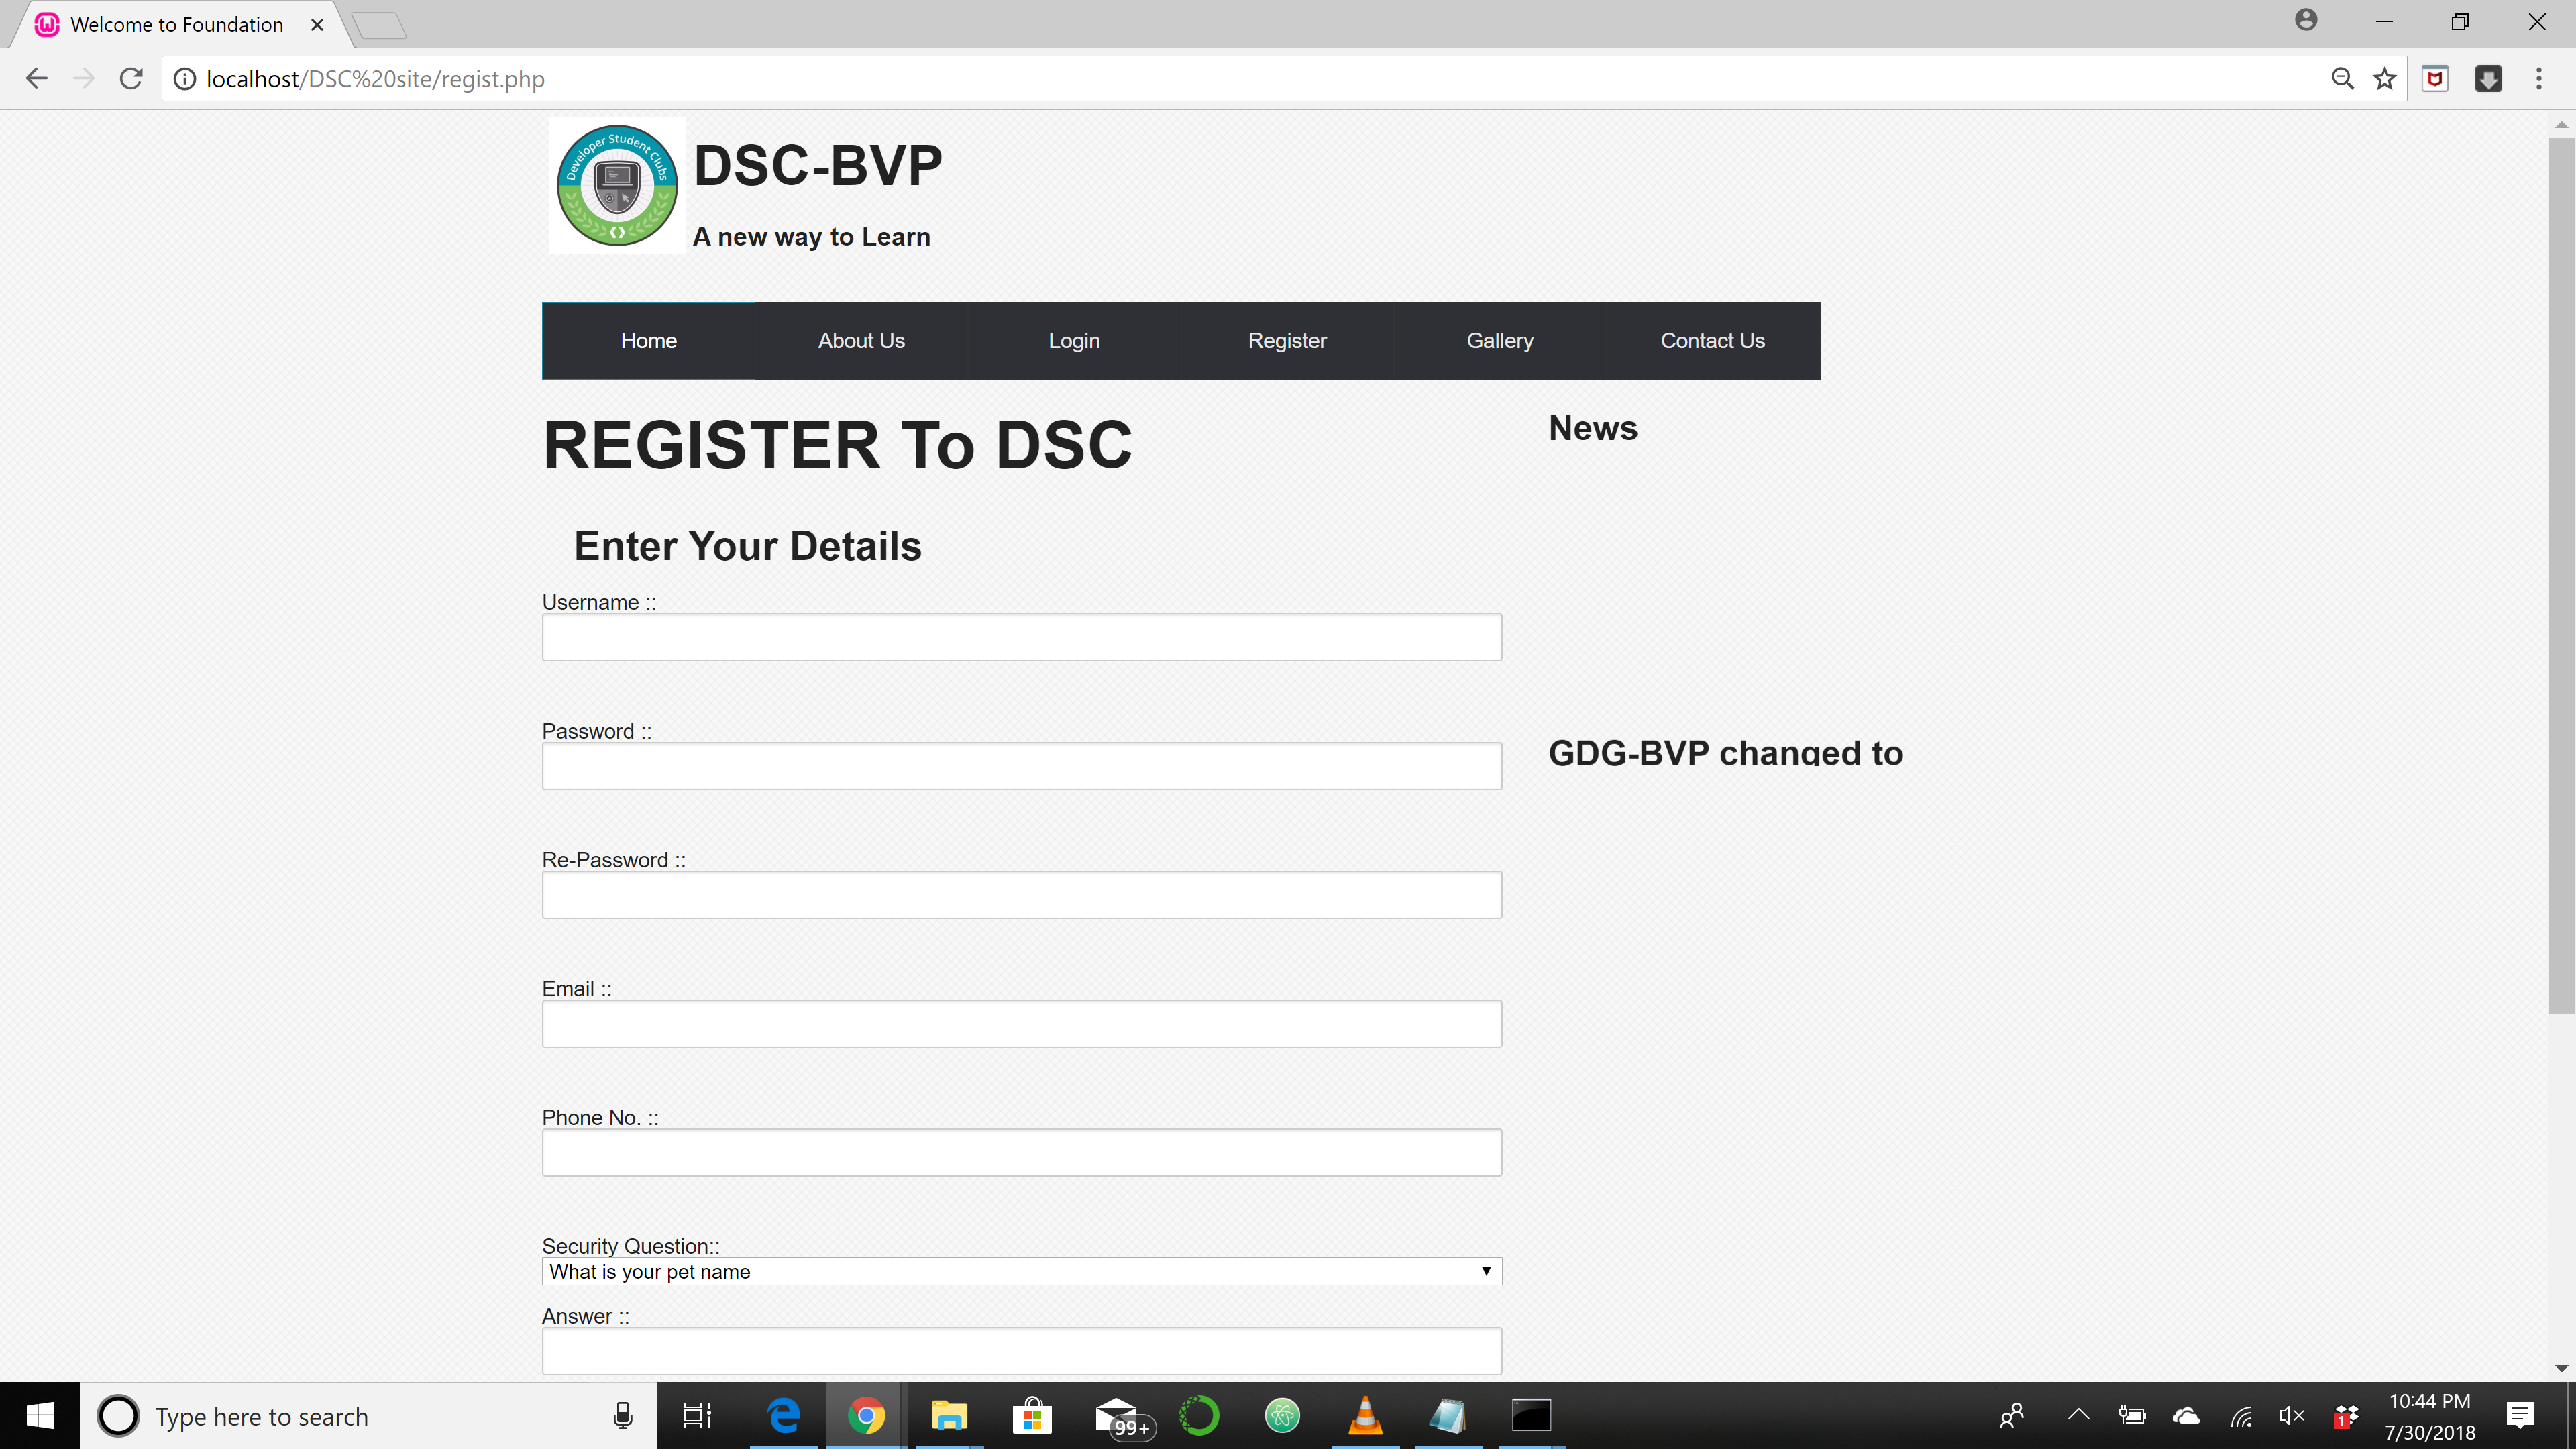 Welcome to Foundation
localhost/DSC%20site/regist.php
Developer Student Clubs
DSC-BVP
A new way to Learn
Home About Us Login Register Gallery Contact Us
REGISTER To DSC
News
Enter Your Details
Username ::
Password ::
GDG-BVP changed to
Re-Password ::
Email ::
Phone No. ::
Security Question::
What is your pet name
Answer ::
Type here to search
99+
1
10:44 PM
7/30/2018